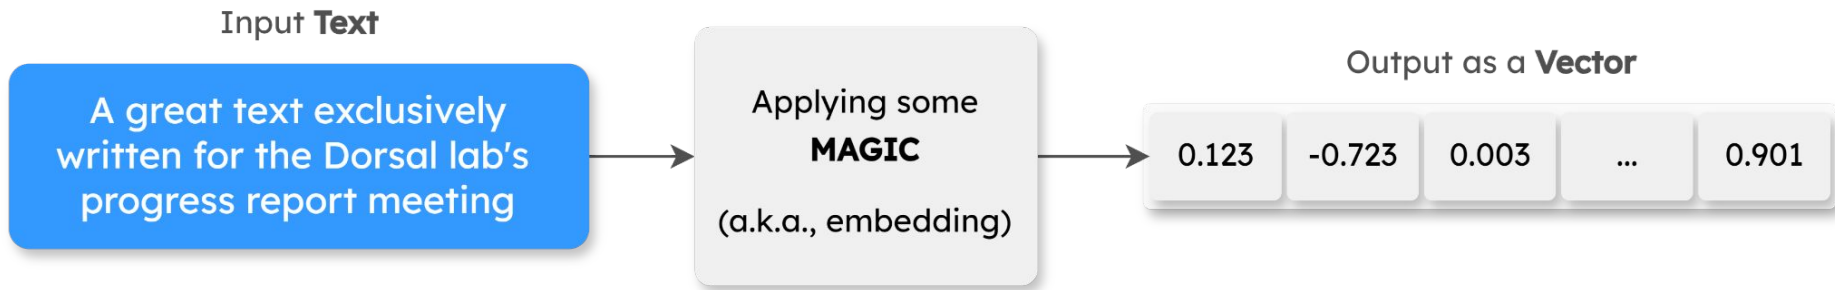 Input Text
A great text exclusively
written for the Dorsal lab's
progress report meeting
Applying some
MAGIC
(a.k.a., embedding)
Output as a Vector
0.123 -0.723 0.003 ... 0.901